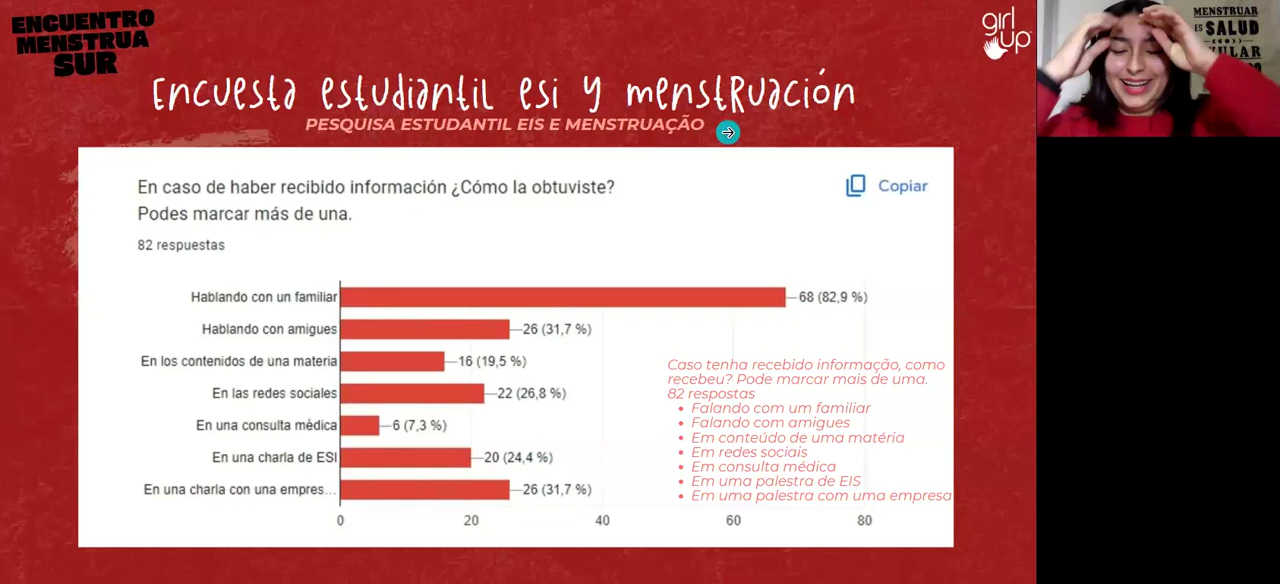 ENCUENTRO
MENSTRUA
SUR
girl
up
MENSTRUAR
ES SALUD
ULAR
Encuesta estudiantil esi y menstRuación
PESQUISA ESTUDANTIL EIS E MENSTRUAÇÃO
En caso de haber recibido información ¿Cómo la obtuviste?
Podes marcar más de una.
Copiar
82 respuestas
Hablando con un familiar 68 (82,9 %)
Hablando con amigues 26 (31,7 %)
En los contenidos de una materia 16 (19,5 %)
En las redes sociales 22 (26,8 %)
En una consulta médica 6 (7,3 %)
En una charla de ESI 20 (24,4 %)
En una charla con una empres... 26 (31,7 %)
0 20 40 60 80
Caso tenha recebido informação, como
recebeu? Pode marcar mais de uma.
82 respostas
Falando com um familiar
Falando com amigues
Em conteúdo de uma matéria
Em redes sociais
Em consulta médica
Em uma palestra de EIS
Em uma palestra com uma empresa